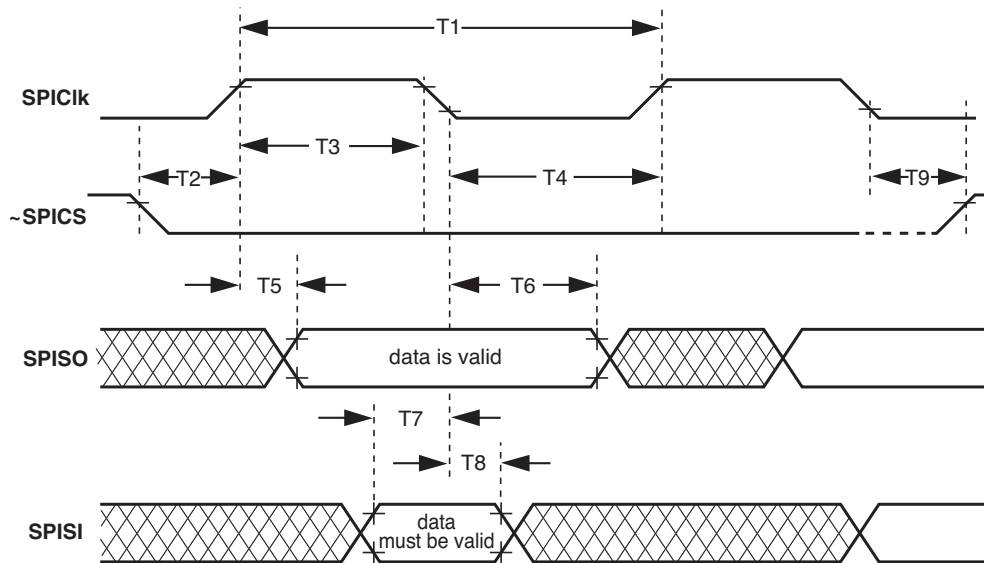 T1
SPIClk
T3
T2
T4
T9
~SPICS
T5
T6
SPISO
data is valid
T7
T8
SPISI
data
must be valid